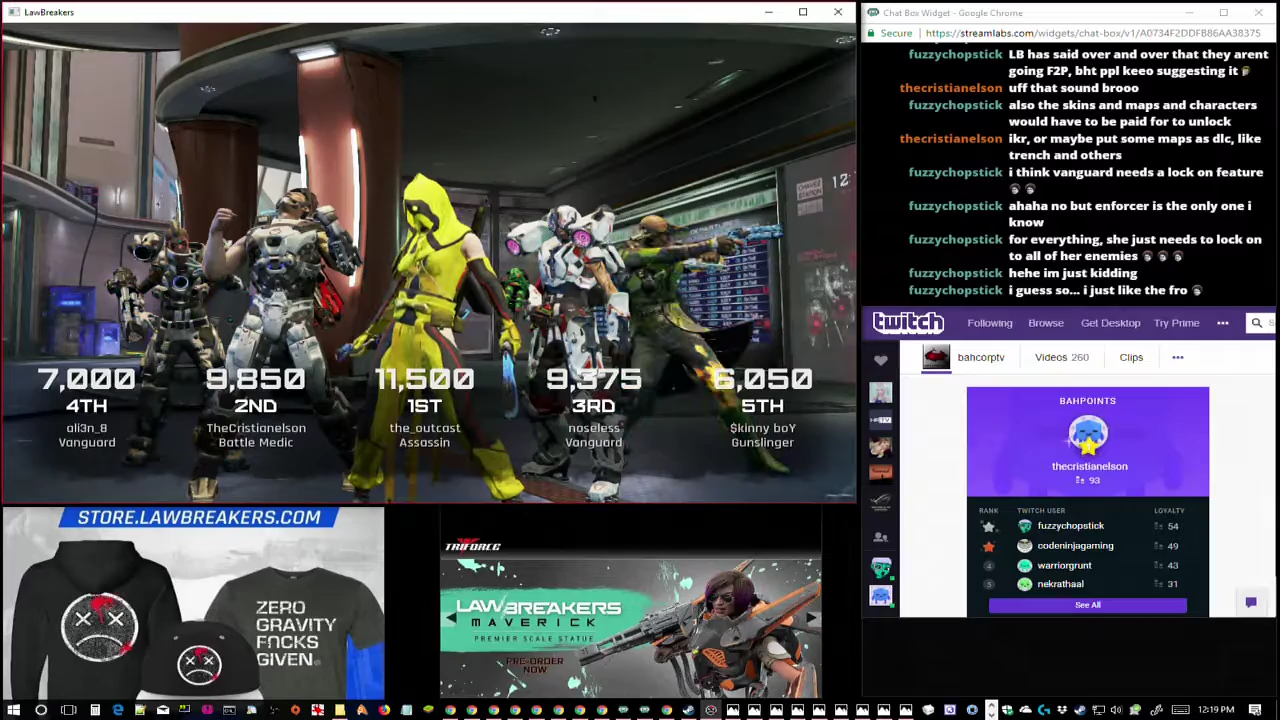 LawBreakers
7,000
4TH
ali3n_8
Vanguard
9,850
2ND
TheCristianelson
Battle Medic
11,500
1ST
the_outcast
Assassin
9,375
3RD
noseless
Vanguard
6,050
5TH
$kinny boY
Gunslinger
Chat Box Widget - Google Chrome
Secure
https://streamlabs.com/widgets/chat-box/v1/A0734F2DDFB86AA38375
fuzzychopstick LB has said over and over that they arent
going F2P, bht ppl keeo suggesting it
thecristianelson uff that sound brooo
fuzzychopstick also the skins and maps and characters
would have to be paid for to unlock
thecristianelson ikr, or maybe put some maps as dlc, like
trench and others
fuzzychopstick i think vanguard needs a lock on feature
fuzzychopstick ahaha no but enforcer is the only one i
know
fuzzychopstick for everything, she just needs to lock on
to all of her enemies
fuzzychopstick hehe im just kidding
fuzzychopstick i guess so... i just like the fro
twitch Following Browse Get Desktop Try Prime
bahcorptv Videos 260 Clips
BAHPOINTS
thecristianelson
93
RANK TWITCH USER LOYALTY
fuzzychopstick 54
codeninjagaming 49
4 warriorgrunt 43
5 nekrathaal 31
See All
STORE.LAWBREAKERS.COM
ZERO
GRAVITY
F×CKS
GIVEN
TRIFORCE
LAWBREAKERS
MAVERICK
PREMIER SCALE STATUE
PRE-ORDER
NOW
12:19 PM